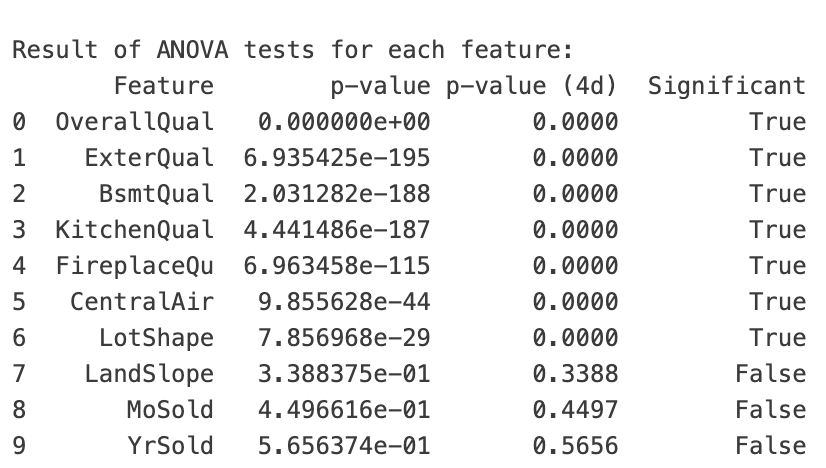 Result of ANOVA tests for each feature:
Feature p-value p-value (4d) Significant
0 OverallQual 0.000000e+00 0.0000 True
1 ExterQual 6.935425e-195 0.0000 True
2 BsmtQual 2.031282e-188 0.0000 True
3 KitchenQual 4.441486e-187 0.0000 True
4 FireplaceQu 6.963458e-115 0.0000 True
5 CentralAir 9.855628e-44 0.0000 True
6 LotShape 7.856968e-29 0.0000 True
7 LandSlope 3.388375e-01 0.3388 False
8 MoSold 4.496616e-01 0.4497 False
9 YrSold 5.656374e-01 0.5656 False